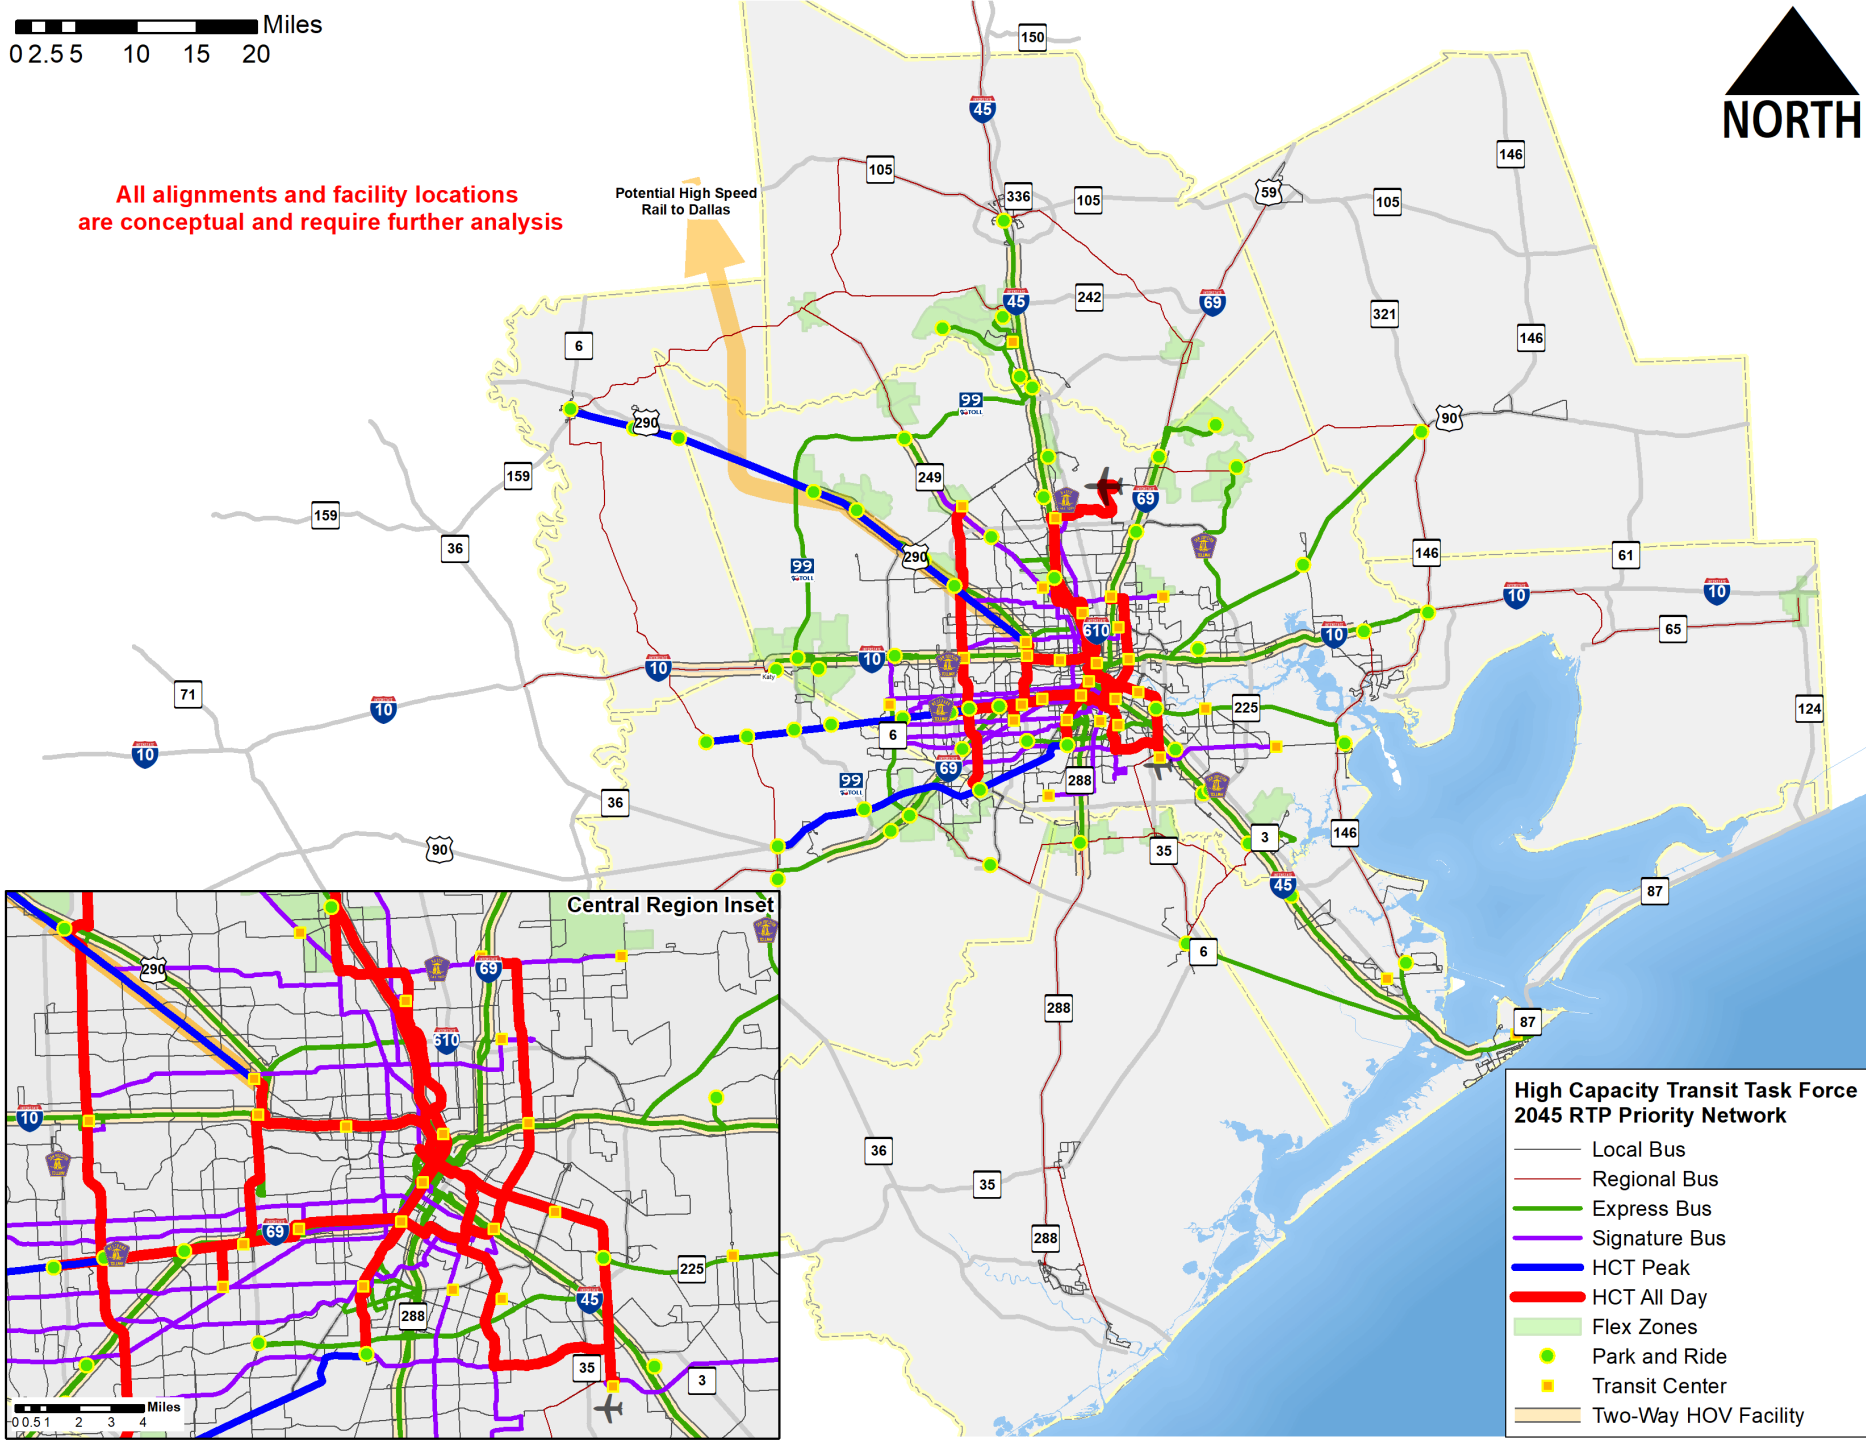 Miles
0 2.5 5 10 15 20
All alignments and facility locations
are conceptual and require further analysis
Potential High Speed
Rail to Dallas
NORTH
150
45
105
336
105
59
105
146
6
45
242
69
321
146
290
99
TOLL
90
159
249
69
159
36
290
99
TOLL
146
61
10
10
610
10
65
10
10
Katy
71
10
225
124
10
6
69
288
99
TOLL
36
3
146
90
35
45
87
6
288
87
36
35
288
Central Region Inset
290
69
610
10
69
225
45
288
35
3
Miles
0 0.5 1 2 3 4
High Capacity Transit Task Force
2045 RTP Priority Network
Local Bus
Regional Bus
Express Bus
Signature Bus
HCT Peak
HCT All Day
Flex Zones
Park and Ride
Transit Center
Two-Way HOV Facility